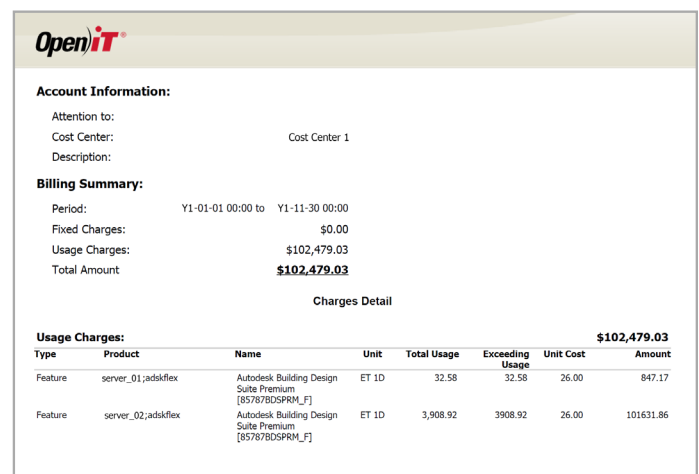 Open iT®
Account Information:
Attention to:
Cost Center: Cost Center 1
Description:
Billing Summary:
Period: Y1-01-01 00:00 to Y1-11-30 00:00
Fixed Charges: $0.00
Usage Charges: $102,479.03
Total Amount $102,479.03
Charges Detail
Usage Charges: $102,479.03
Type Product Name Unit Total Usage Exceeding Unit Cost Amount
Usage
Feature server_01;adskflex Autodesk Building Design ET 1D 32.58 32.58 26.00 847.17
Suite Premium
[85787BDSPRM_F]
Feature server_02;adskflex Autodesk Building Design ET 1D 3,908.92 3908.92 26.00 101631.86
Suite Premium
[85787BDSPRM_F]